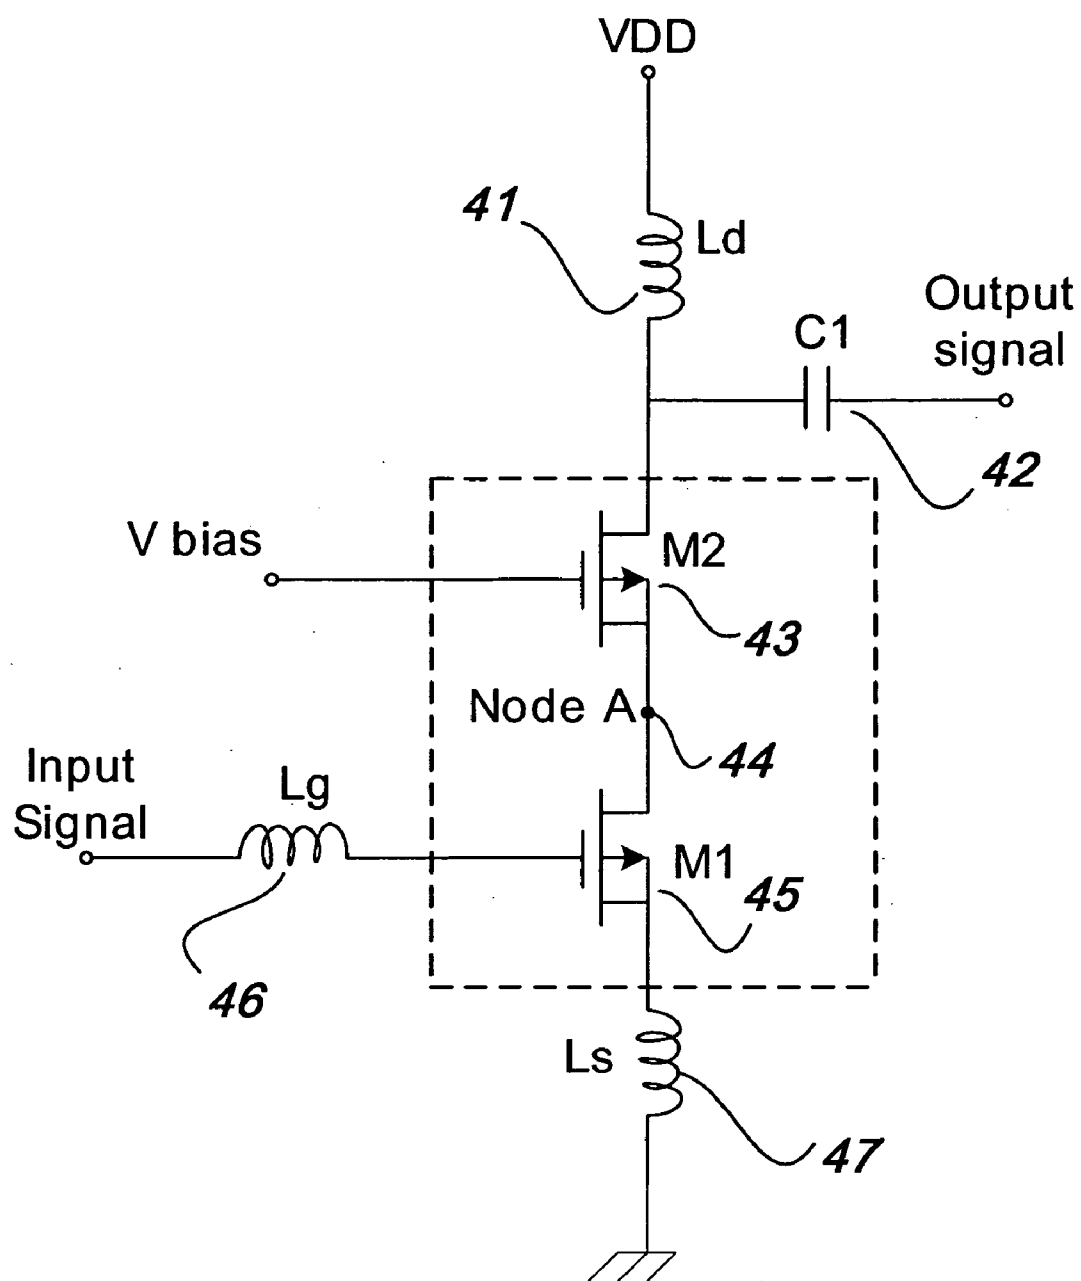 VDD
41
Ld
Output
signal
C1
42
V bias
M2
43
Node A
44
Input
Signal
Lg
M1
45
46
Ls
47